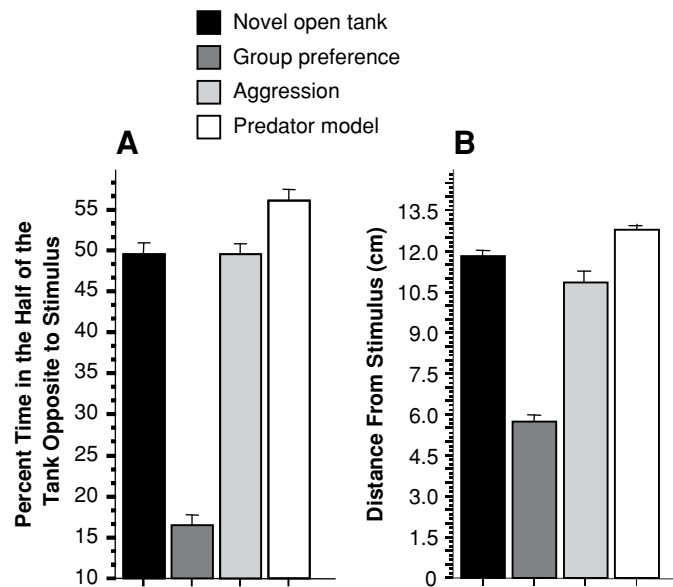 Novel open tank
Group preference
Aggression
Predator model
A
Percent Time in the Half of the
Tank Opposite to Stimulus
55
50
45
40
35
30
25
20
15
10
B
Distance From Stimulus (cm)
13.5
12.0
10.5
9.0
7.5
6.0
4.5
3.0
1.5
0